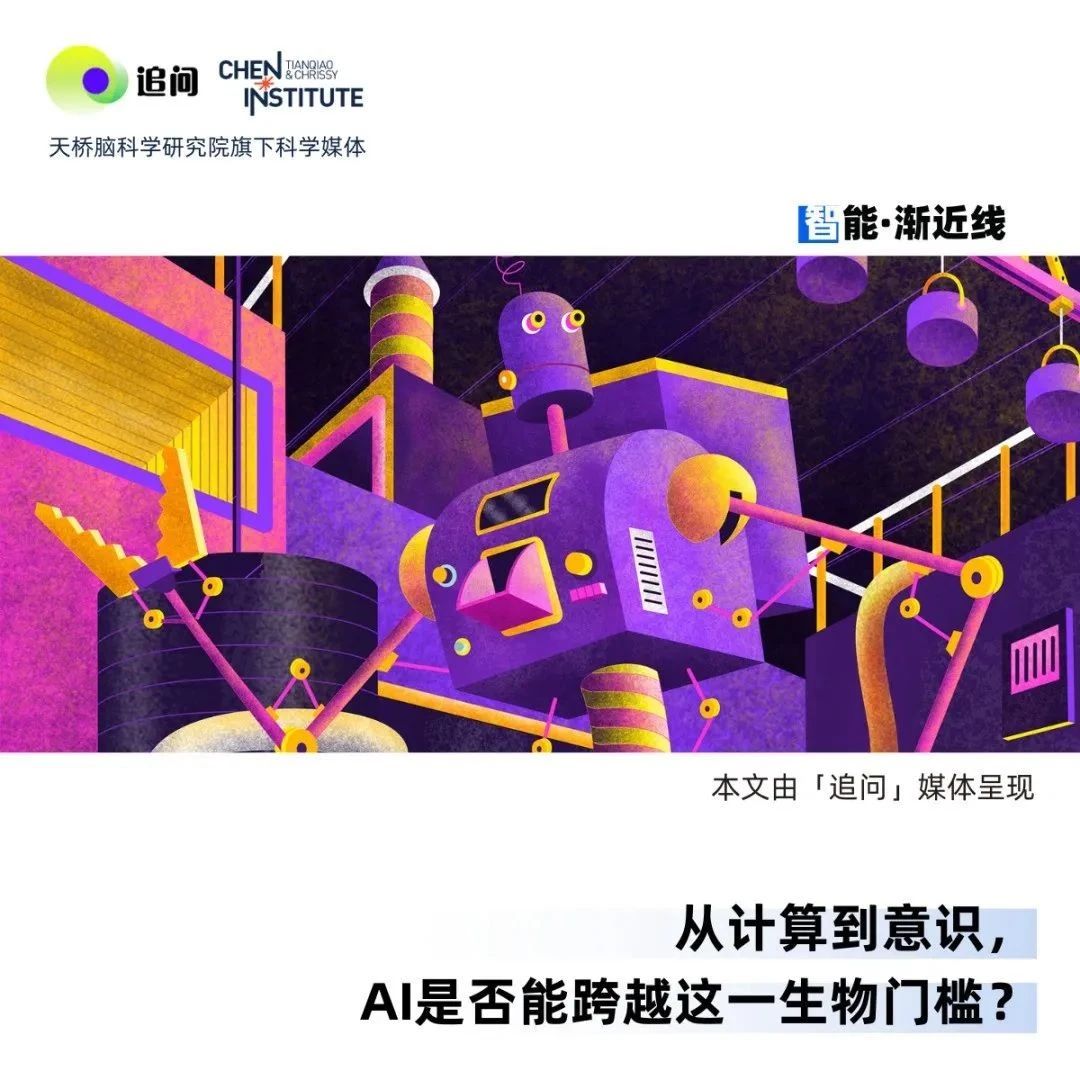 追问
CHEN TIANQIAO & CHRISSY INSTITUTE
天桥脑科学研究院旗下科学媒体
智能·渐近线
本文由「追问」媒体呈现
从计算到意识，
AI是否能跨越这一生物门槛？